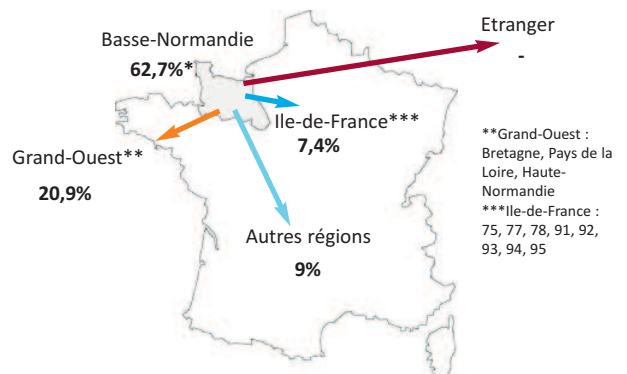 Etranger
-
Basse-Normandie
62,7%*
Ile-de-France***
7,4%
Grand-Ouest**
20,9%
Autres régions
9%
**Grand-Ouest :
Bretagne, Pays de la
Loire, Haute-
Normandie
***Ile-de-France :
75, 77, 78, 91, 92,
93, 94, 95